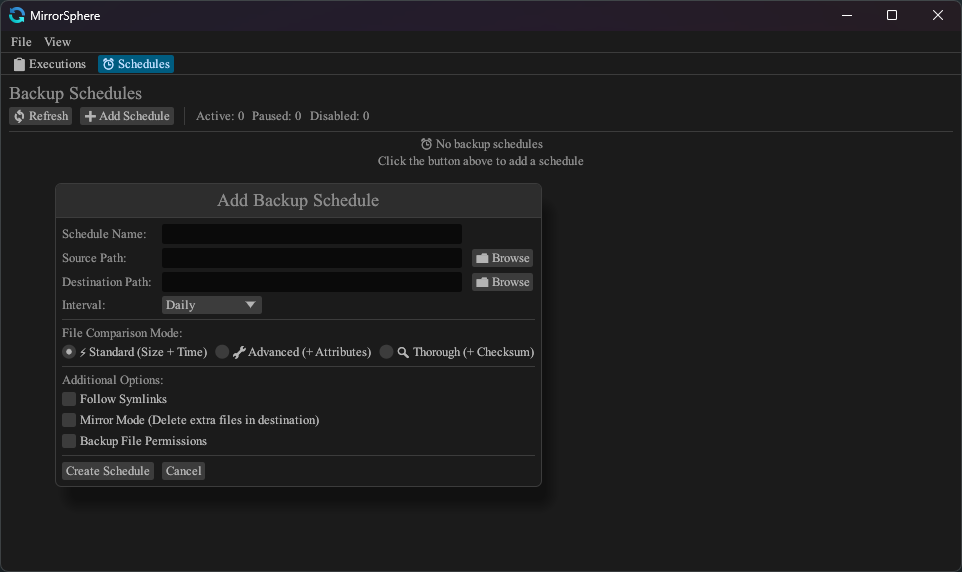 MirrorSphere
File View
Executions Schedules
Backup Schedules
Refresh Add Schedule Active: 0 Paused: 0 Disabled: 0
No backup schedules
Click the button above to add a schedule
Add Backup Schedule
Schedule Name:
Source Path: Browse
Destination Path: Browse
Interval: Daily
File Comparison Mode:
Standard (Size + Time) Advanced (+ Attributes) Thorough (+ Checksum)
Additional Options:
Follow Symlinks
Mirror Mode (Delete extra files in destination)
Backup File Permissions
Create Schedule Cancel